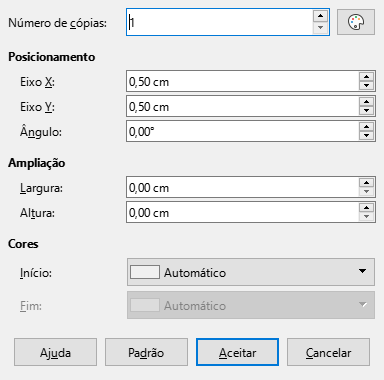 Número de cópias: 1
Posicionamento
Eixo X: 0,50 cm
Eixo Y: 0,50 cm
Ângulo: 0,00°
Ampliação
Largura: 0,00 cm
Altura: 0,00 cm
Cores
Início: Automático
Fim: Automático
Ajuda Padrão Aceitar Cancelar